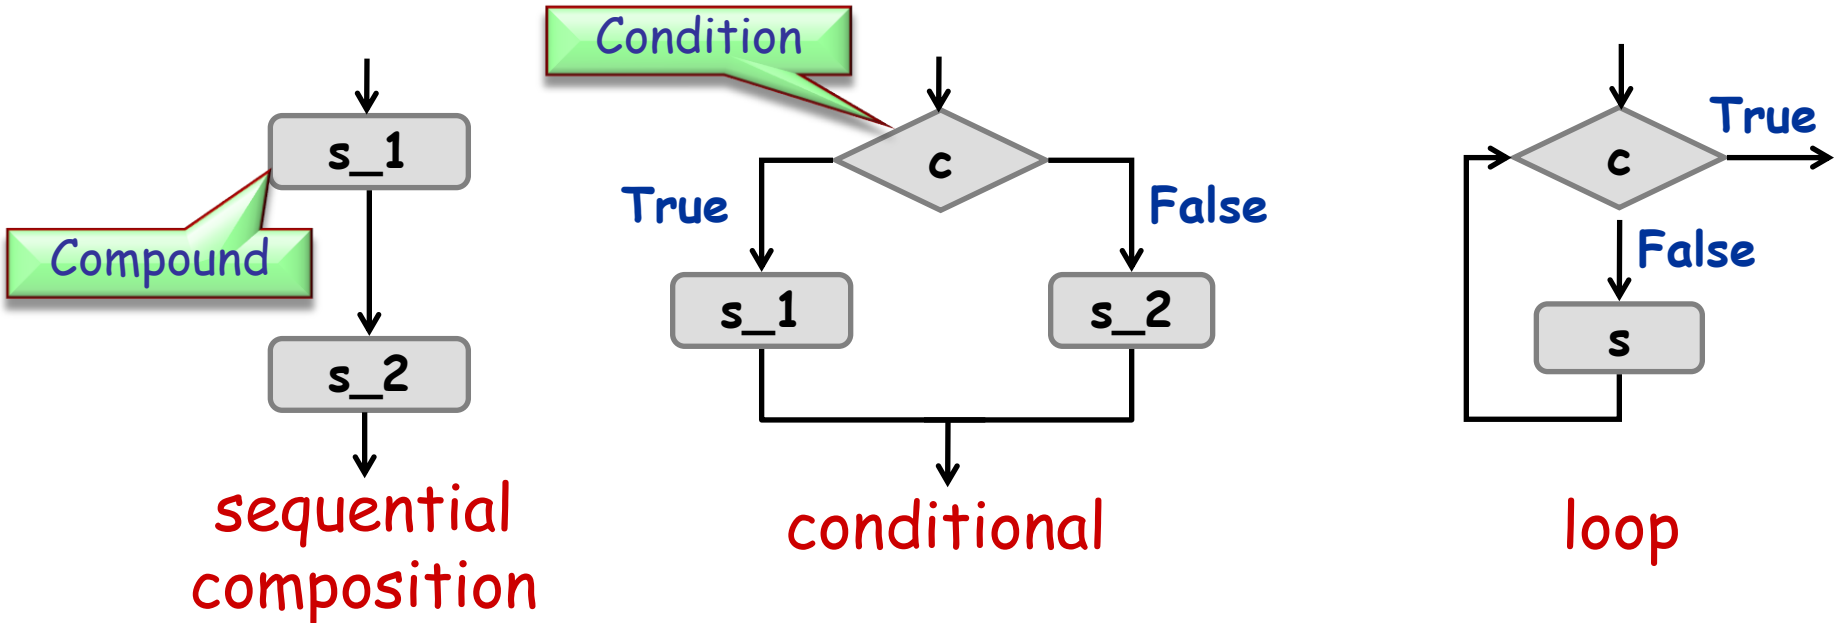 Compound
s_1
s_2
sequential
composition
Condition
c
True
False
s_1
s_2
conditional
c
True
False
s
loop